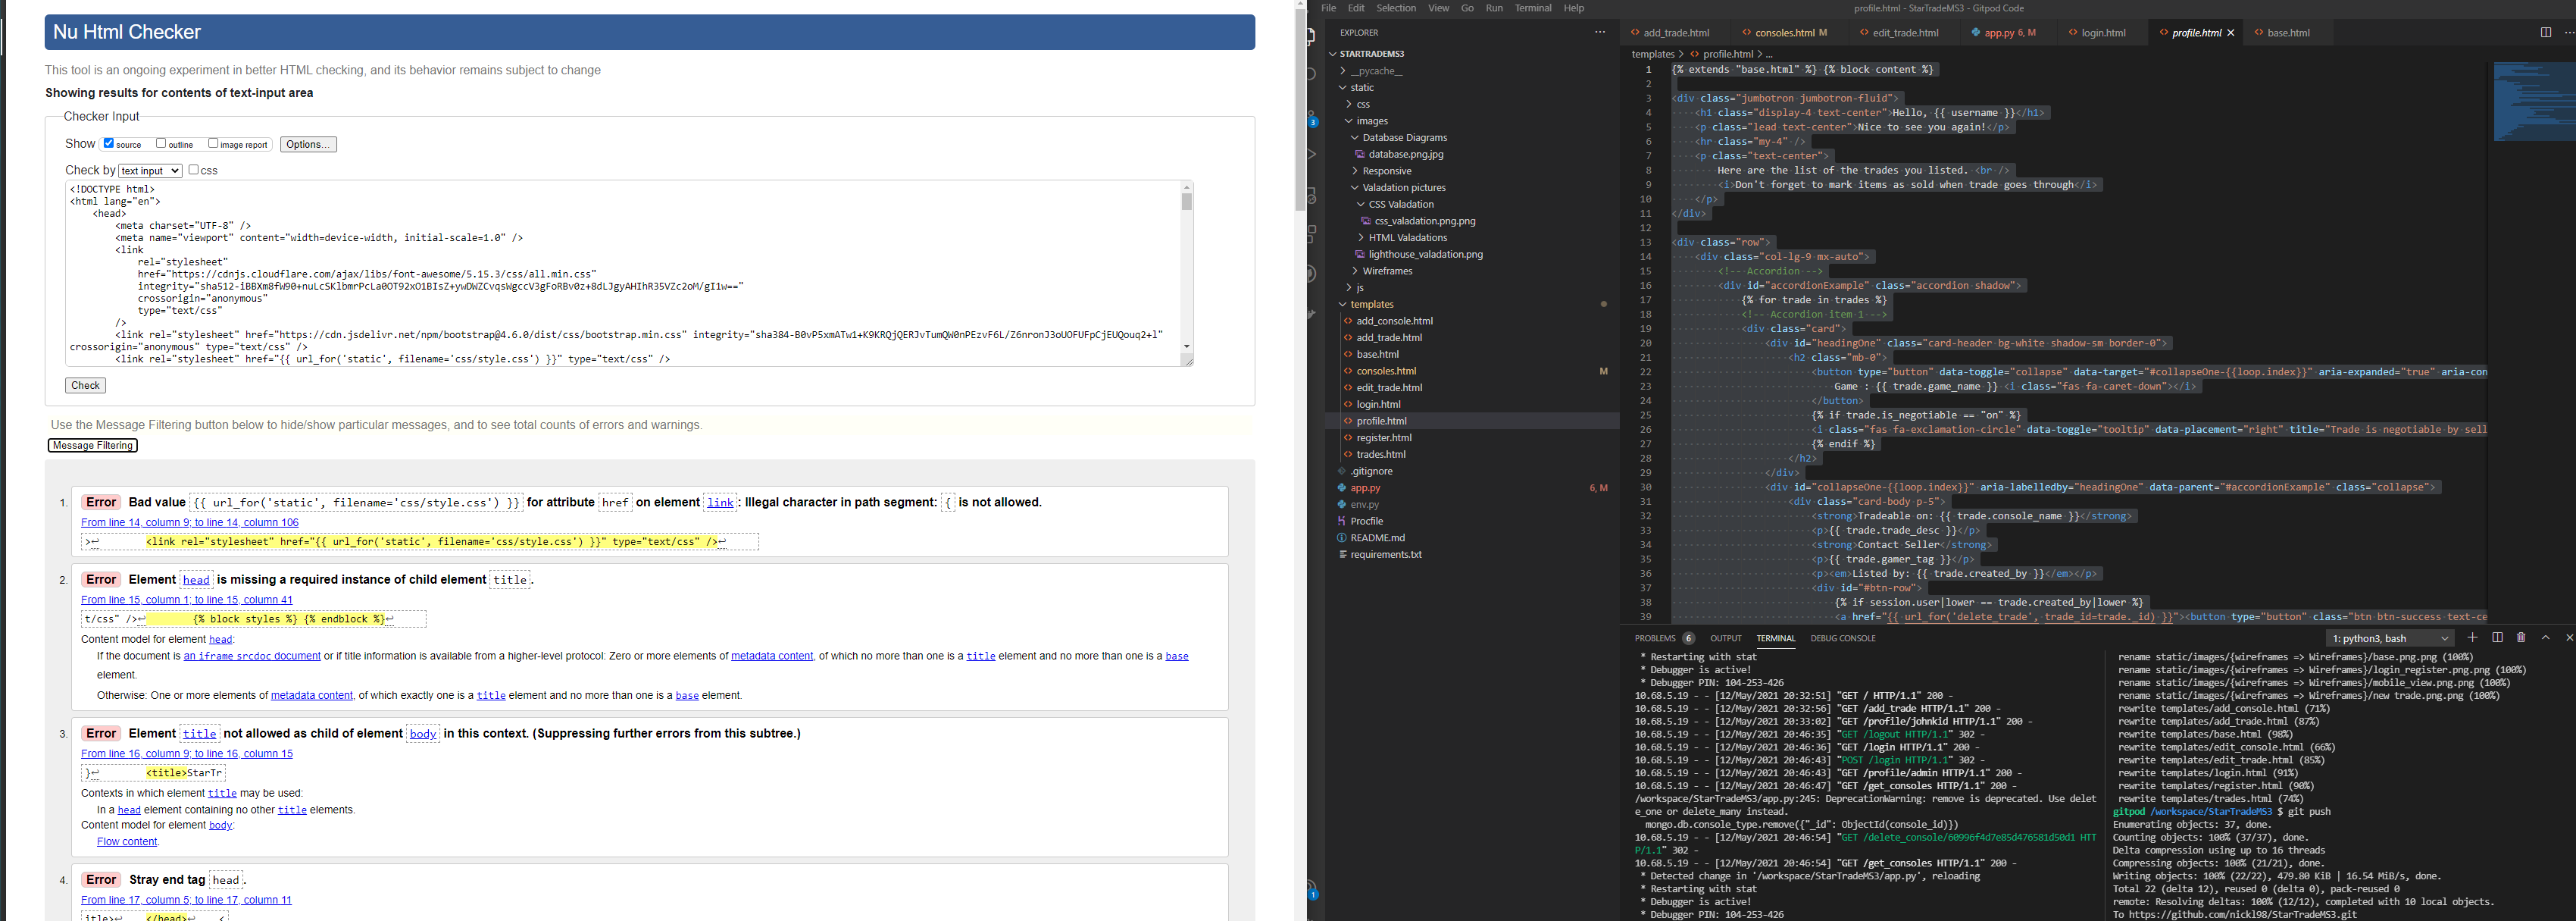 Nu Html Checker
This tool is an ongoing experiment in better HTML checking, and its behavior remains subject to change
Showing results for contents of text-input area
Checker Input
Show source outline image report Options...
Check by text input css
<!DOCTYPE html>
<html lang="en">
<head>
<meta charset="UTF-8" />
<meta name="viewport" content="width=device-width, initial-scale=1.0" />
<link
rel="stylesheet"
href="https://cdnjs.cloudflare.com/ajax/libs/font-awesome/5.15.3/css/all.min.css"
crossorigin="anonymous"
type="text/css"
/>
<link rel="stylesheet" href="https://cdn.jsdelivr.net/npm/bootstrap@4.6.0/dist/css/bootstrap.min.css"
crossorigin="anonymous" type="text/css" />
<link rel="stylesheet" href="{{ url_for('static', filename='css/style.css') }}" type="text/css" />
Check
Use the Message Filtering button below to hide/show particular messages, and to see total counts of errors and warnings.
Message Filtering
1. Error Bad value {{ url_for('static', filename='css/style.css') }} for attribute href on element link: Illegal character in path segment: { is not allowed.
From line 14, column 9; to line 14, column 106
>↩ <link rel="stylesheet" href="{{ url_for('static', filename='css/style.css') }}" type="text/css" />↩
2. Error Element head is missing a required instance of child element title.
From line 15, column 1; to line 15, column 41
t/css" />↩ {% block styles %} {% endblock %}↩
Content model for element head:
If the document is an iframe srcdoc document or if title information is available from a higher-level protocol: Zero or more elements of metadata content, of which no more than one is a title element and no more than one is a base
element.
Otherwise: One or more elements of metadata content, of which exactly one is a title element and no more than one is a base element.
3. Error Element title not allowed as child of element body in this context. (Suppressing further errors from this subtree.)
From line 16, column 9; to line 16, column 15
}↩ <title>StarTr
Contexts in which element title may be used:
In a head element containing no other title elements.
Content model for element body:
Flow content.
4. Error Stray end tag head.
From line 17, column 5; to line 17, column 11
itle>↩ </head>↩ <
File Edit Selection View Go Run Terminal Help
profile.html - StarTradeMS3 - Gitpod Code
EXPLORER
STARTRADEMS3
__pycache__
static
css
images
Database Diagrams
database.png.jpg
Responsive
Valadation pictures
CSS Valadation
css_valadation.png.png
HTML Valadations
lighthouse_valadation.png
Wireframes
js
templates
add_console.html
add_trade.html
base.html
consoles.html M
edit_trade.html
login.html
profile.html
register.html
trades.html
.gitignore
app.py 6, M
env.py
Procfile
README.md
requirements.txt
add_trade.html consoles.html M edit_trade.html app.py 6, M login.html profile.html base.html
templates > profile.html > ...
1 {% extends "base.html" %} {% block content %}
2
3 <div class="jumbotron jumbotron-fluid">
4 <h1 class="display-4 text-center">Hello, {{ username }}</h1>
5 <p class="lead text-center">Nice to see you again!</p>
6 <hr class="my-4" />
7 <p class="text-center">
8 Here are the list of the trades you listed. <br />
9 <i>Don't forget to mark items as sold when trade goes through</i>
10 </p>
11 </div>
12
13 <div class="row">
14 <div class="col-lg-9 mx-auto">
15 <!-- Accordion -->
16 <div id="accordionExample" class="accordion shadow">
17 {% for trade in trades %}
18 <!-- Accordion item 1 -->
19 <div class="card">
20 <div id="headingOne" class="card-header bg-white shadow-sm border-0">
21 <h2 class="mb-0">
22 <button type="button" data-toggle="collapse" data-target="#collapseOne-{{loop.index}}" aria-expanded="true" aria-con
23 Game : {{ trade.game_name }} <i class="fas fa-caret-down"></i>
24 </button>
25 {% if trade.is_negotiable == "on" %}
26 <i class="fas fa-exclamation-circle" data-toggle="tooltip" data-placement="right" title="Trade is negotiable by sell
27 {% endif %}
28 </h2>
29 </div>
30 <div id="collapseOne-{{loop.index}}" aria-labelledby="headingOne" data-parent="#accordionExample" class="collapse">
31 <div class="card-body p-5">
32 <strong>Tradeable on: {{ trade.console_name }}</strong>
33 <p>{{ trade.trade_desc }}</p>
34 <strong>Contact Seller</strong>
35 <p>{{ trade.gamer_tag }}</p>
36 <p><em>Listed by: {{ trade.created_by }}</em></p>
37 <div id="#btn-row">
38 {% if session.user|lower == trade.created_by|lower %}
39 <a href="{{ url_for('delete_trade', trade_id=trade._id) }}"><button type="button" class="btn btn-success text-ce
PROBLEMS 6 OUTPUT TERMINAL DEBUG CONSOLE
1: python3, bash
* Restarting with stat
* Debugger is active!
* Debugger PIN: 104-253-426
10.68.5.19 - - [12/May/2021 20:32:51] "GET / HTTP/1.1" 200 -
10.68.5.19 - - [12/May/2021 20:32:56] "GET /add_trade HTTP/1.1" 200 -
10.68.5.19 - - [12/May/2021 20:33:02] "GET /profile/johnkid HTTP/1.1" 200 -
10.68.5.19 - - [12/May/2021 20:46:35] "GET /logout HTTP/1.1" 302 -
10.68.5.19 - - [12/May/2021 20:46:36] "GET /login HTTP/1.1" 200 -
10.68.5.19 - - [12/May/2021 20:46:43] "POST /login HTTP/1.1" 302 -
10.68.5.19 - - [12/May/2021 20:46:43] "GET /profile/admin HTTP/1.1" 200 -
10.68.5.19 - - [12/May/2021 20:46:47] "GET /get_consoles HTTP/1.1" 200 -
/workspace/StarTradeMS3/app.py:245: DeprecationWarning: remove is deprecated. Use delet
e_one or delete_many instead.
mongo.db.console_type.remove({"_id": ObjectId(console_id)})
10.68.5.19 - - [12/May/2021 20:46:54] "GET /delete_console/60996f4d7e85d476581d50d1 HTT
P/1.1" 302 -
10.68.5.19 - - [12/May/2021 20:46:54] "GET /get_consoles HTTP/1.1" 200 -
* Detected change in '/workspace/StarTradeMS3/app.py', reloading
* Restarting with stat
* Debugger is active!
* Debugger PIN: 104-253-426
rename static/images/{wireframes => Wireframes}/base.png.png (100%)
rename static/images/{wireframes => Wireframes}/login_register.png.png (100%)
rename static/images/{wireframes => Wireframes}/mobile_view.png.png (100%)
rename static/images/{wireframes => Wireframes}/new trade.png.png (100%)
rewrite templates/add_console.html (71%)
rewrite templates/add_trade.html (87%)
rewrite templates/base.html (98%)
rewrite templates/edit_console.html (66%)
rewrite templates/edit_trade.html (85%)
rewrite templates/login.html (91%)
rewrite templates/register.html (90%)
rewrite templates/trades.html (74%)
gitpod /workspace/StarTradeMS3 $ git push
Enumerating objects: 37, done.
Counting objects: 100% (37/37), done.
Delta compression using up to 16 threads
Compressing objects: 100% (21/21), done.
Writing objects: 100% (22/22), 479.80 KiB | 16.54 MiB/s, done.
Total 22 (delta 12), reused 0 (delta 0), pack-reused 0
remote: Resolving deltas: 100% (12/12), completed with 10 local objects.
To https://github.com/nickl98/StarTradeMS3.git